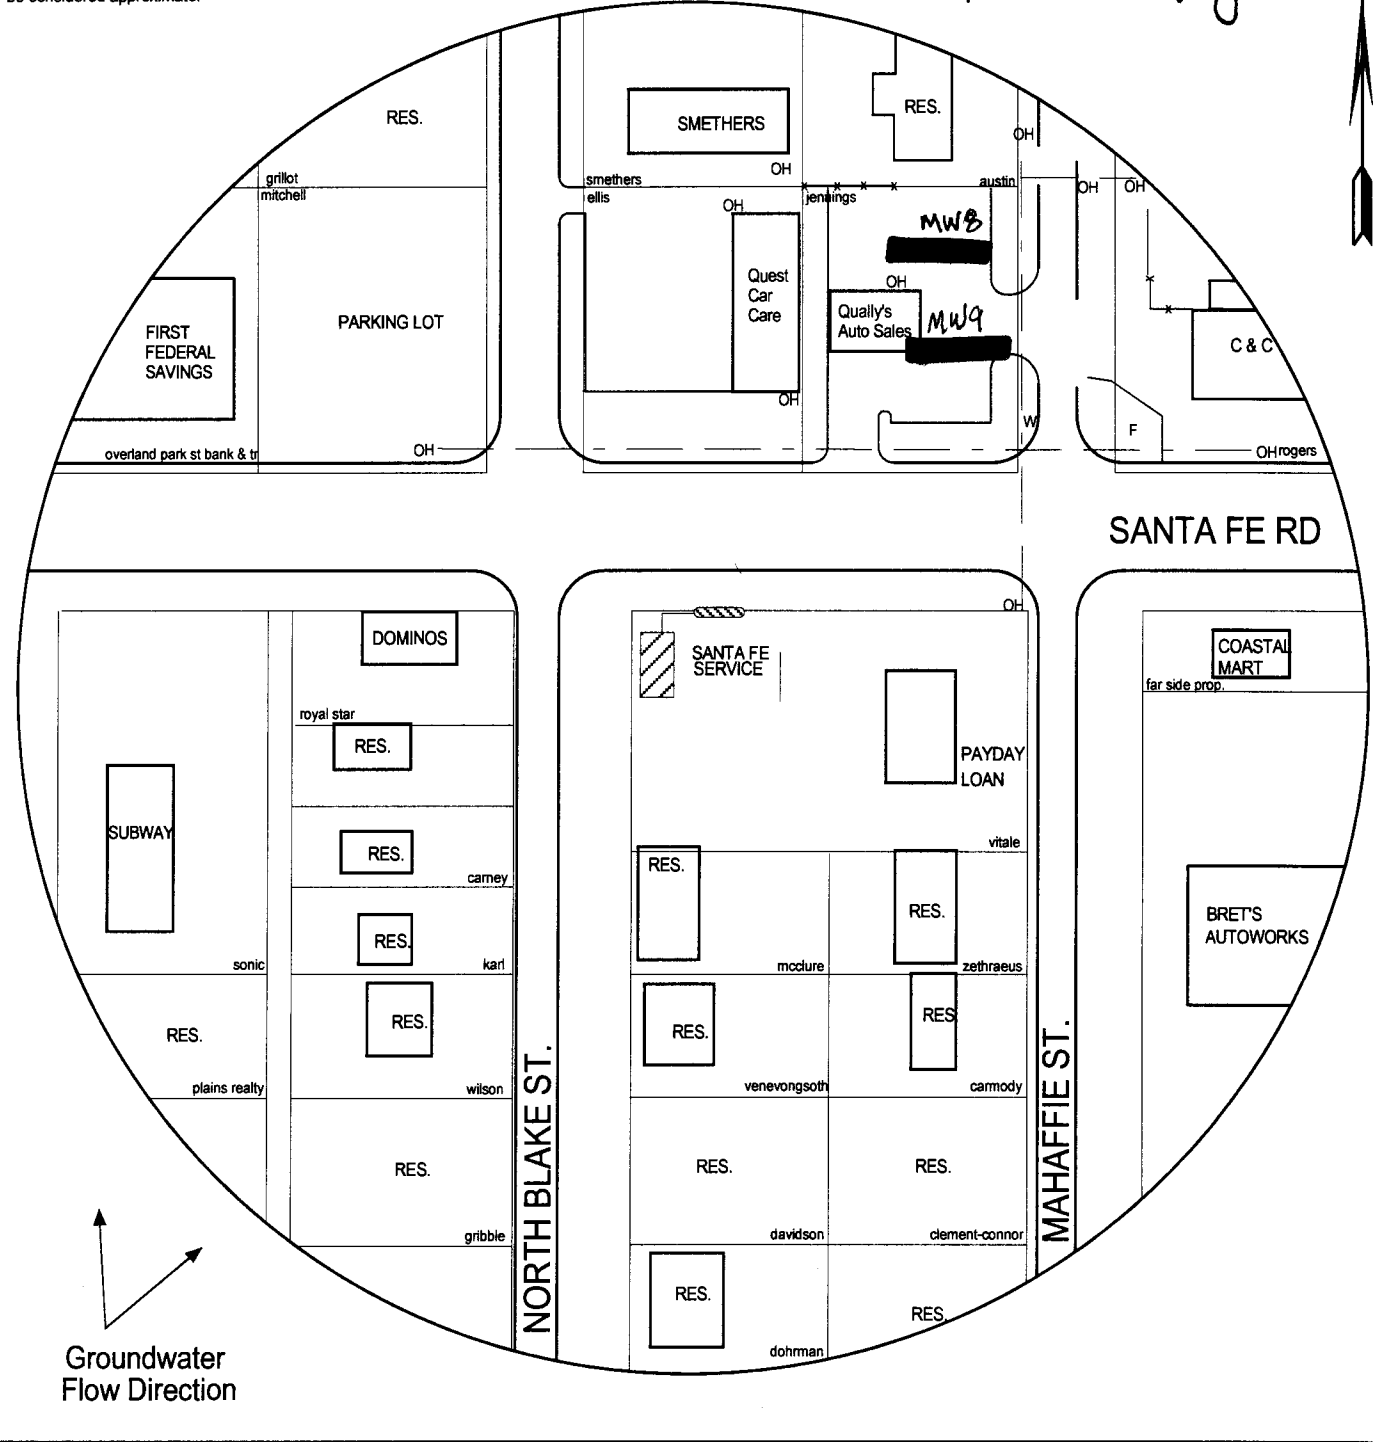 be considered approximate.
RES.
SMETHERS
RES.
OH
OH
grillot
mitchell
smethers
ellis
OH
jennings
austin
OH
OH
MW8
Quest
Car
Care
OH
Qually's
Auto Sales
MW9
FIRST
FEDERAL
SAVINGS
PARKING LOT
C & C
OH
W
F
overland park st bank & tr
OH
OH rogers
SANTA FE RD
OH
DOMINOS
SANTA FE
SERVICE
COASTAL
MART
far side prop.
royal star
RES.
PAYDAY
LOAN
SUBWAY
RES.
vitale
RES.
carney
RES.
RES.
BRET'S
AUTOWORKS
sonic
karl
mcclure
zethraeus
RES.
RES.
RES.
RES
plains realty
wilson
venevongsoth
carmody
NORTH BLAKE ST.
MAHAFFIE ST.
RES.
RES.
RES.
gribble
davidson
clement-connor
RES.
RES.
dohrman
Groundwater
Flow Direction